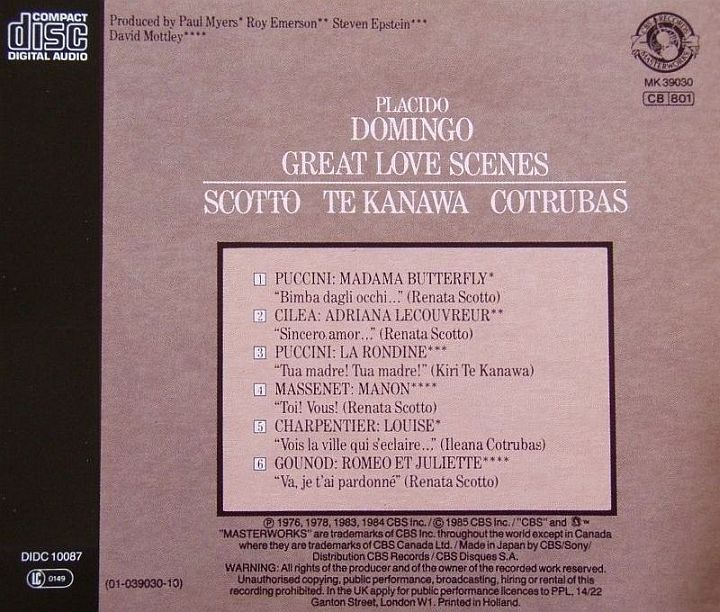 COMPACT
disc
DIGITAL AUDIO
Produced by Paul Myers* Roy Emerson** Steven Epstein***
David Mottley****
CBS RECORDS
MASTERWORKS
MK 39030
CB 801
PLACIDO
DOMINGO
GREAT LOVE SCENES
SCOTTO TE KANAWA COTRUBAS
1 PUCCINI: MADAMA BUTTERFLY*
“Bimba dagli occhi...” (Renata Scotto)
2 CILEA: ADRIANA LECOUVREUR**
“Sincero amor...” (Renata Scotto)
3 PUCCINI: LA RONDINE***
“Tua madre! Tua madre!” (Kiri Te Kanawa)
4 MASSENET: MANON****
“Toi! Vous! (Renata Scotto)
5 CHARPENTIER: LOUISE*
“Vois la ville qui s'eclaire...” (Ileana Cotrubas)
6 GOUNOD: ROMEO ET JULIETTE****
“Va, je t'ai pardonné” (Renata Scotto)
℗ 1976, 1978, 1983, 1984 CBS Inc./© 1985 CBS Inc./"CBS" and ™
"MASTERWORKS" are trademarks of CBS Inc. throughout the world except in Canada
where they are trademarks of CBS Canada Ltd. / Made in Japan by CBS/Sony/
Distribution CBS Records / CBS Disques S.A.
WARNING: All rights of the producer and of the owner of the recorded work reserved.
Unauthorised copying, public performance, broadcasting, hiring or rental of this
recording prohibited. In the UK apply for public performance licences to PPL, 14/22
Ganton Street, London W1. Printed in Holland.
DIDC 10087
LC 0149
(01-039030-10)